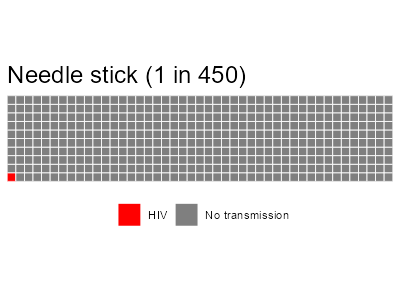 Needle stick (1 in 450)
HIV No transmission